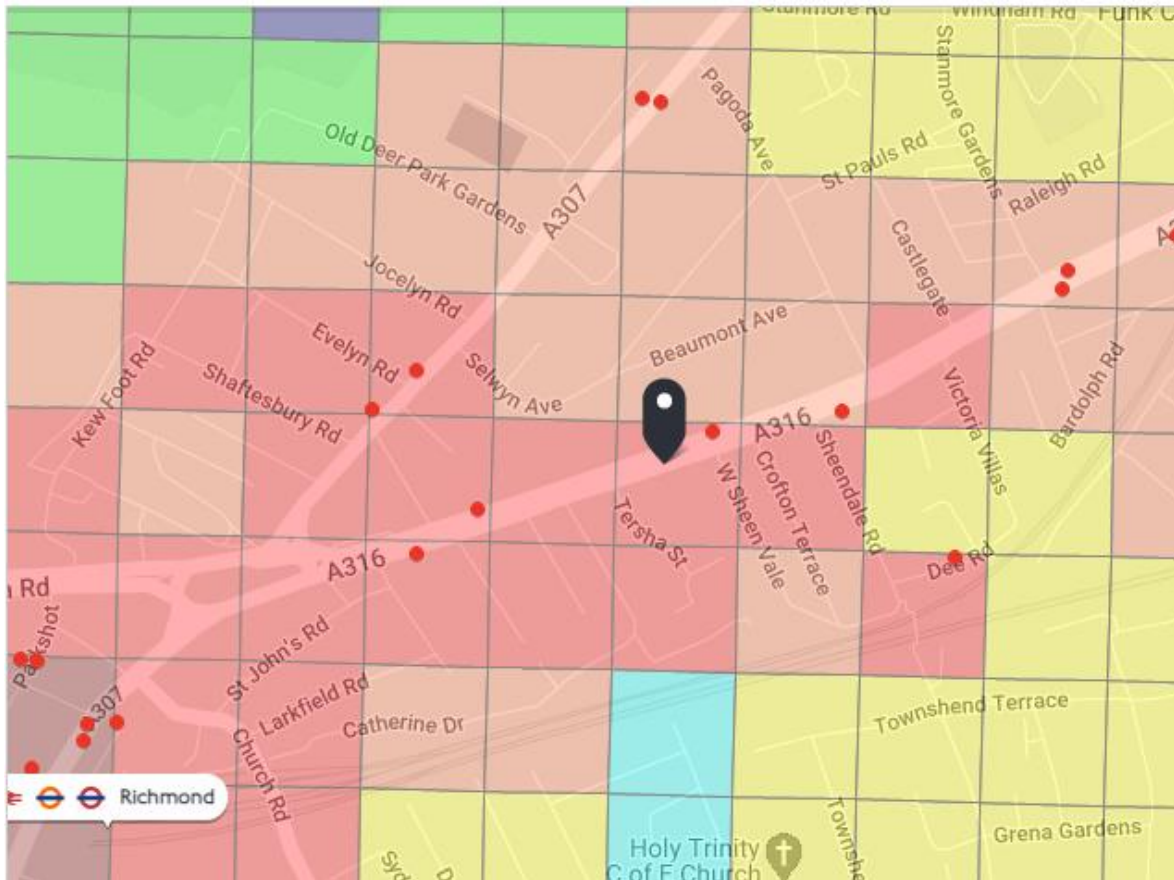 Stanmore Rd
Windham Rd
Funk C
Pagoda Ave
Stanmore Gardens
Old Deer Park Gardens
St Pauls Rd
Raleigh Rd
A307
Castlegate
Jocelyn Rd
Evelyn Rd
Beaumont Ave
Kew Foot Rd
Shaftesbury Rd
Selwyn Ave
Victoria Villas
Bardolph Rd
A316
Sheendale Rd
Crofton Terrace
W Sheen Vale
Tersha St
A316
Dee Rd
Rd
Parkshot
St John's Rd
Larkfield Rd
A307
Catherine Dr
Church Rd
Townshend Terrace
Richmond
Townshe
Grena Gardens
Holy Trinity
C of E Church
Syd
D